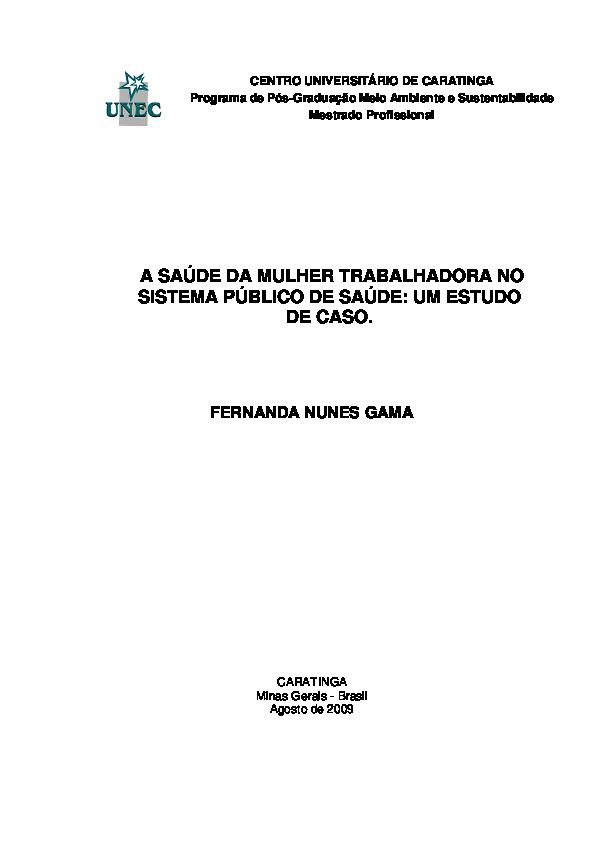 CENTRO UNIVERSITÁRIO DE CARATINGA
Programa de Pós-Graduação Meio Ambiente e Sustentabilidade
Mestrado Profissional
UNEC
A SAÚDE DA MULHER TRABALHADORA NO
SISTEMA PÚBLICO DE SAÚDE: UM ESTUDO
DE CASO.
FERNANDA NUNES GAMA
CARATINGA
Minas Gerais - Brasil
Agosto de 2009